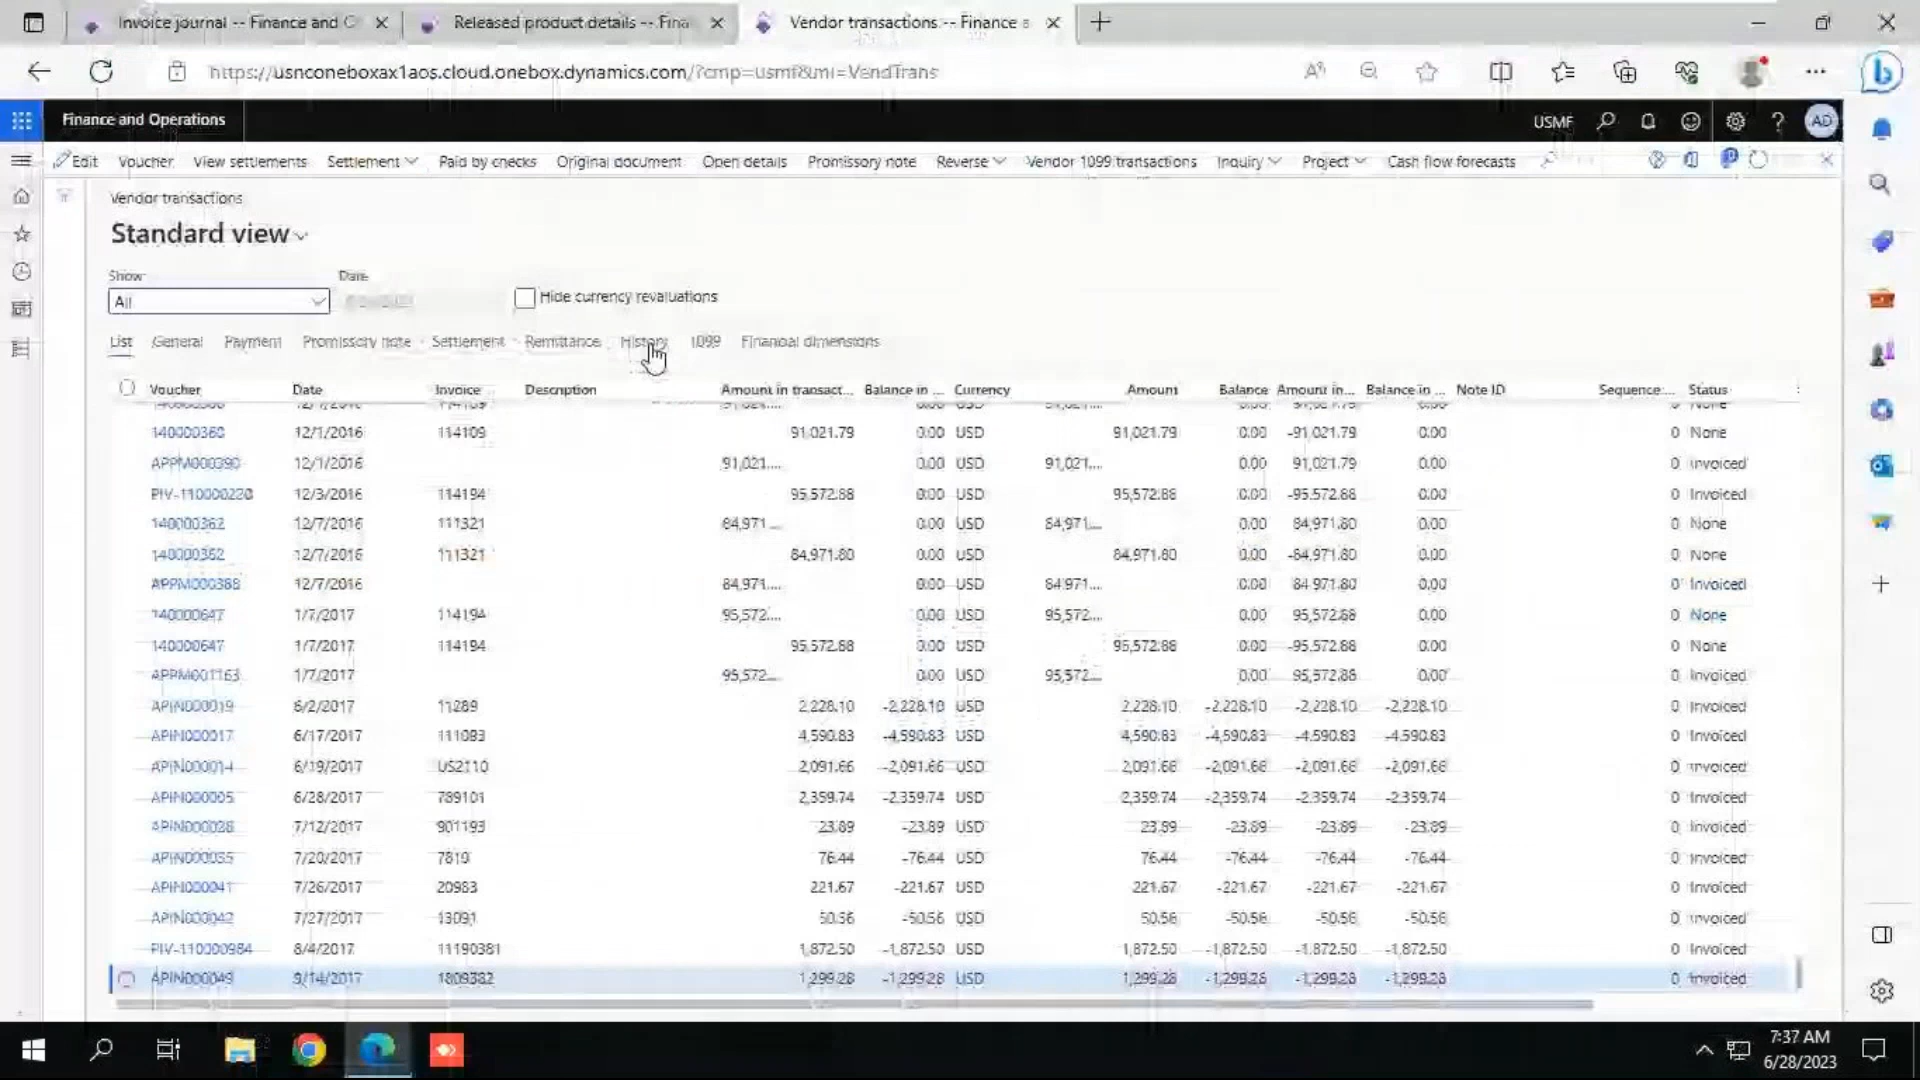 Invoice journal -- Finance and O
Released product details -- Fina
Vendor transactions -- Finance a
https://usnconeboxax1aos.cloud.onebox.dynamics.com/?cmp=usmf&mi=VendTrans
Finance and Operations
USMF
AD
Edit Voucher View settlements Settlement Paid by checks Original document Open details Promissory note Reverse Vendor 1099 transactions Inquiry Project Cash flow forecasts
Vendor transactions
Standard view
Show Date
All Hide currency revaluations
List General Payment Promissory note Settlement Remittance History 1099 Financial dimensions
Voucher Date Invoice Description Amount in transact... Balance in ... Currency Amount Balance Amount in... Balance in ... Note ID Sequence... Status
140000360 12/1/2016 114109 91,021.79 0.00 USD 91,021.79 0.00 -91,021.79 0.00 0 None
APPM000390 12/1/2016 91,021.... 0.00 USD 91,021.... 0.00 91,021.79 0.00 0 Invoiced
PIV-110000220 12/3/2016 114194 95,572.88 0.00 USD 95,572.88 0.00 -95,572.88 0.00 0 Invoiced
140000362 12/7/2016 111321 84,971.... 0.00 USD 84,971.... 0.00 84,971.80 0.00 0 None
140000362 12/7/2016 111321 84,971.80 0.00 USD 84,971.80 0.00 -84,971.80 0.00 0 None
APPM000388 12/7/2016 84,971.... 0.00 USD 84,971.... 0.00 84,971.80 0.00 0 Invoiced
140000647 1/7/2017 114194 95,572.... 0.00 USD 95,572.... 0.00 95,572.88 0.00 0 None
140000647 1/7/2017 114194 95,572.88 0.00 USD 95,572.88 0.00 -95,572.88 0.00 0 None
APPM001163 1/7/2017 95,572.... 0.00 USD 95,572.... 0.00 95,572.88 0.00 0 Invoiced
APIN000019 6/2/2017 11289 2,228.10 -2,228.10 USD 2,228.10 -2,228.10 -2,228.10 -2,228.10 0 Invoiced
APIN000017 6/17/2017 111083 4,590.83 -4,590.83 USD 4,590.83 -4,590.83 -4,590.83 -4,590.83 0 Invoiced
APIN000014 6/19/2017 US2110 2,091.66 -2,091.66 USD 2,091.66 -2,091.66 -2,091.66 -2,091.66 0 Invoiced
APIN000005 6/28/2017 789101 2,359.74 -2,359.74 USD 2,359.74 -2,359.74 -2,359.74 -2,359.74 0 Invoiced
APIN000028 7/12/2017 901193 23.89 -23.89 USD 23.89 -23.89 -23.89 -23.89 0 Invoiced
APIN000035 7/20/2017 7819 76.44 -76.44 USD 76.44 -76.44 -76.44 -76.44 0 Invoiced
APIN000041 7/26/2017 20983 221.67 -221.67 USD 221.67 -221.67 -221.67 -221.67 0 Invoiced
APIN000042 7/27/2017 13091 50.56 -50.56 USD 50.56 -50.56 -50.56 -50.56 0 Invoiced
PIV-110000984 8/4/2017 11190381 1,872.50 -1,872.50 USD 1,872.50 -1,872.50 -1,872.50 -1,872.50 0 Invoiced
APIN000049 9/14/2017 1809382 1,299.28 -1,299.28 USD 1,299.28 -1,299.28 -1,299.28 -1,299.28 0 Invoiced
7:37 AM
6/28/2023